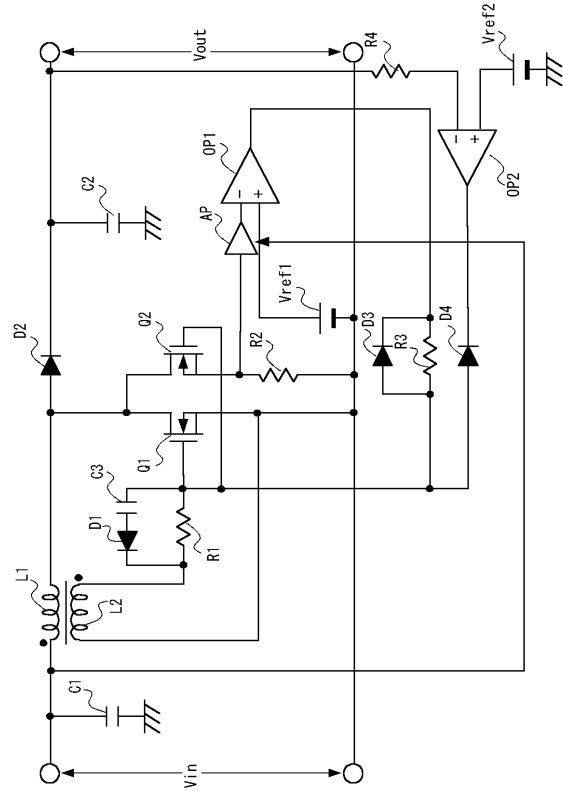 Vin
C1
L1
L2
D1
C3
R1
Q1
Q2
D2
C2
R2
Vref1
AP
OP1
Vout
R4
D3
R3
D4
OP2
Vref2
−
+
−
+